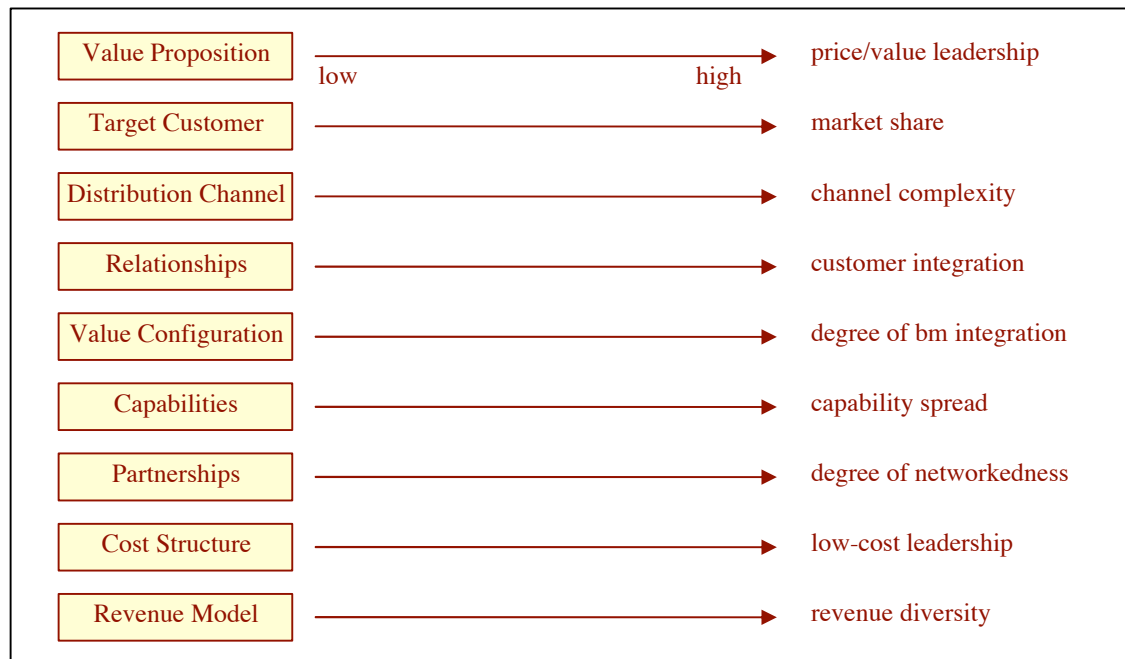 Value Proposition price/value leadership
low high
Target Customer market share
Distribution Channel channel complexity
Relationships customer integration
Value Configuration degree of bm integration
Capabilities capability spread
Partnerships degree of networkedness
Cost Structure low-cost leadership
Revenue Model revenue diversity